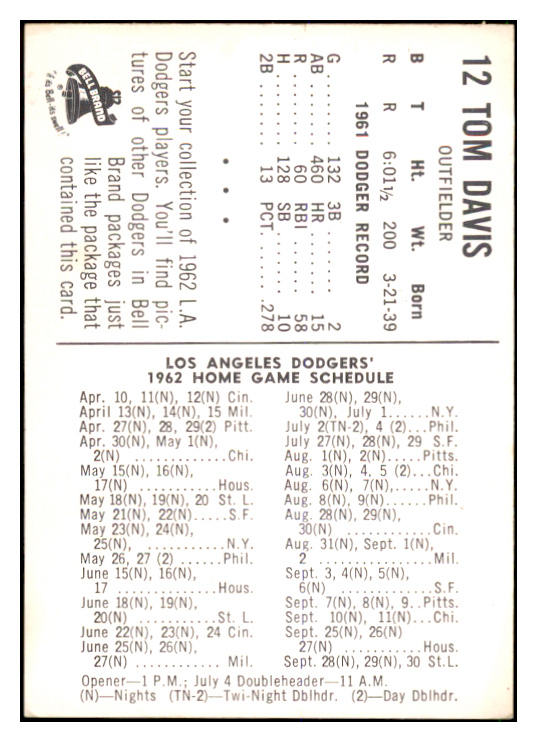 12 TOM DAVIS
OUTFIELDER
B T Ht. Wt. Born
R R 6:01½ 200 3-21-39
1961 DODGER RECORD
G ........ 132 3B ........ 2
AB ...... 460 HR ........ 15
R ........ 60 RBI ...... 58
H ........ 128 SB ........ 10
2B ...... 13 PCT. .... .278
• • •
Start your collection of 1962 L.A.
Dodgers players. You'll find pic-
tures of other Dodgers in Bell
Brand packages just
like the package that
contained this card.
BELL BRAND
®
"if its Bell-its swell!"
LOS ANGELES DODGERS'
1962 HOME GAME SCHEDULE
Apr. 10, 11(N), 12(N) Cin.
April 13(N), 14(N), 15 Mil.
Apr. 27(N), 28, 29(2) Pitt.
Apr. 30(N), May 1(N),
2(N) .............Chi.
May 15(N), 16(N),
17(N) ..........Hous.
May 18(N), 19(N), 20 St. L.
May 21(N), 22(N).....S.F.
May 23(N), 24(N),
25(N), ...........N.Y.
May 26, 27 (2) ......Phil.
June 15(N), 16(N),
17 .............Hous.
June 18(N), 19(N),
20(N) ..........St. L.
June 22(N), 23(N), 24 Cin.
June 25(N), 26(N),
27(N) .............Mil.
June 28(N), 29(N),
30(N), July 1......N.Y.
July 2(TN-2), 4 (2)...Phil.
July 27(N), 28(N), 29 S.F.
Aug. 1(N), 2(N).....Pitts.
Aug. 3(N), 4, 5 (2)...Chi.
Aug. 6(N), 7(N),.....N.Y.
Aug. 8(N), 9(N)......Phil.
Aug. 28(N), 29(N),
30(N) ............Cin.
Aug. 31(N), Sept. 1(N),
2 ................Mil.
Sept. 3, 4(N), 5(N),
6(N) .............S.F.
Sept. 7(N), 8(N), 9..Pitts.
Sept. 10(N), 11(N)...Chi.
Sept. 25(N), 26(N)
27(N) ...........Hous.
Sept. 28(N), 29(N), 30 St.L.
Opener—1 P.M.; July 4 Doubleheader—11 A.M.
(N)—Nights (TN-2)—Twi-Night Dblhdr. (2)—Day Dblhdr.